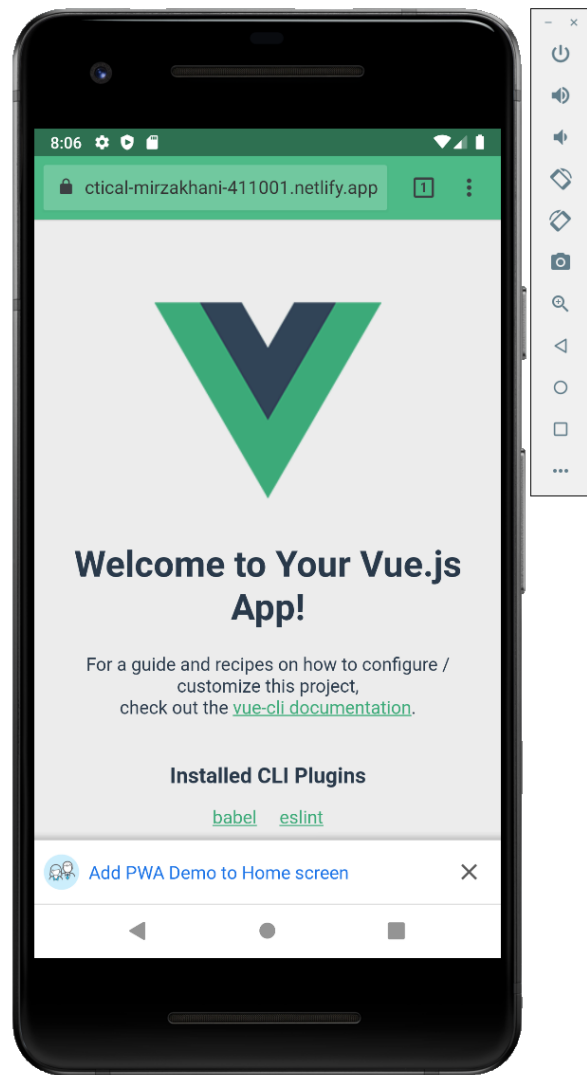 8:06
ctical-mirzakhani-411001.netlify.app
1
Welcome to Your Vue.js
App!
For a guide and recipes on how to configure /
customize this project,
check out the vue-cli documentation.
Installed CLI Plugins
babel eslint
Add PWA Demo to Home screen